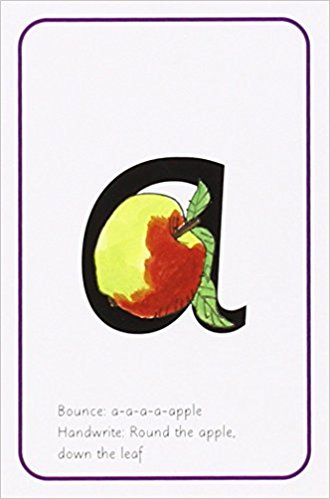 a
Bounce: a-a-a-a-apple
Handwrite: Round the apple,
down the leaf